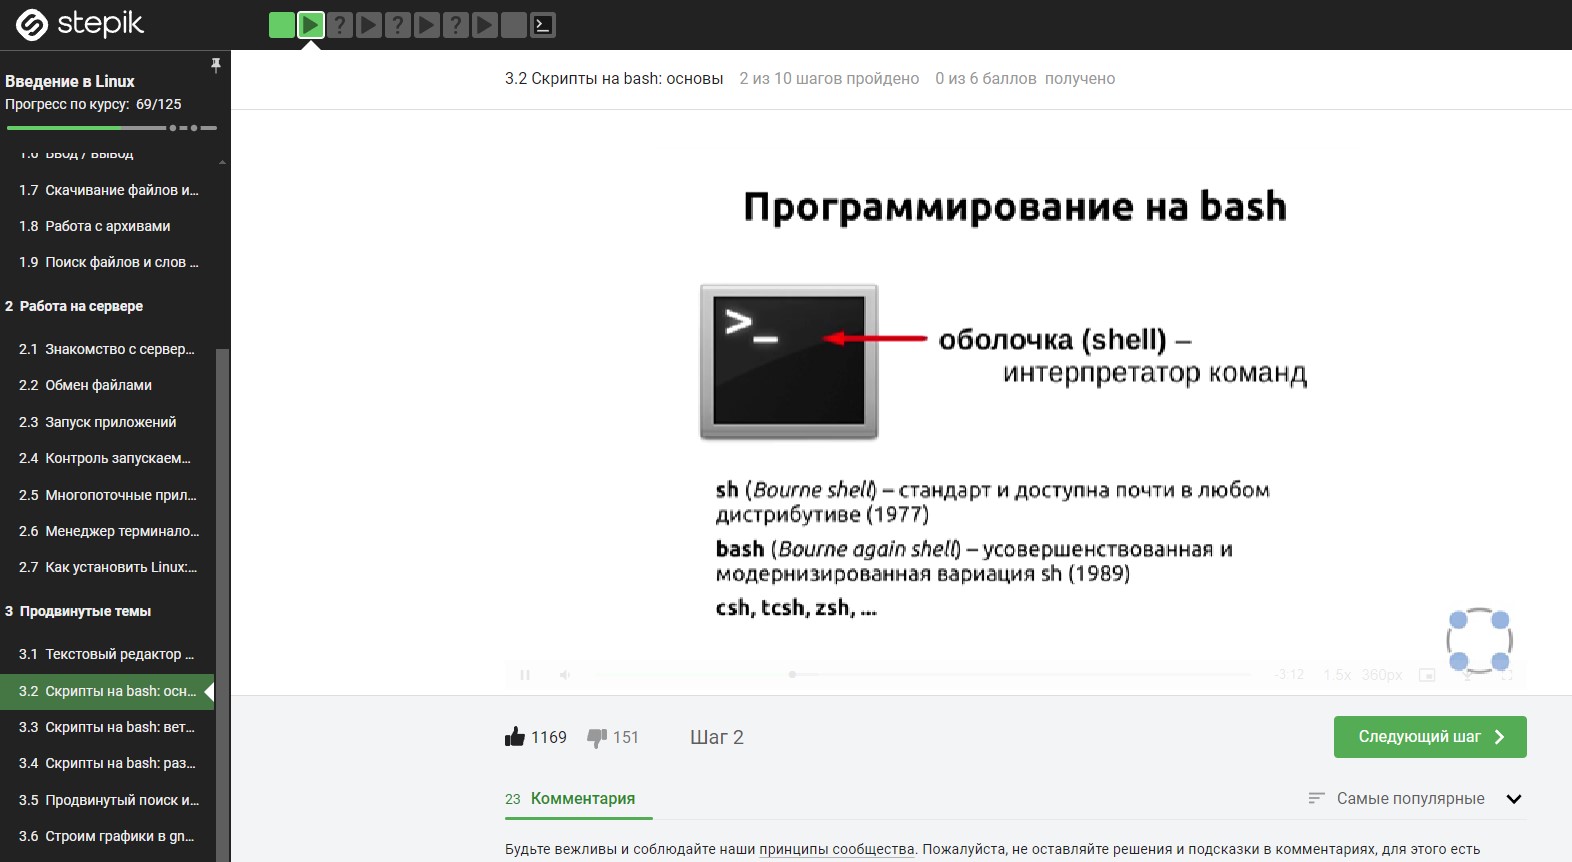 stepik
Введение в Linux
Прогресс по курсу: 69/125
1.6 Ввод / вывод
1.7 Скачивание файлов и...
1.8 Работа с архивами
1.9 Поиск файлов и слов ...
2 Работа на сервере
2.1 Знакомство с сервер...
2.2 Обмен файлами
2.3 Запуск приложений
2.4 Контроль запускаем...
2.5 Многопоточные прил...
2.6 Менеджер терминало...
2.7 Как установить Linux:...
3 Продвинутые темы
3.1 Текстовый редактор ...
3.2 Скрипты на bash: осн...
3.3 Скрипты на bash: вет...
3.4 Скрипты на bash: раз...
3.5 Продвинутый поиск и...
3.6 Строим графики в gn...
3.2 Скрипты на bash: основы 2 из 10 шагов пройдено 0 из 6 баллов получено
Программирование на bash
>_
оболочка (shell) –
интерпретатор команд
sh (Bourne shell) – стандарт и доступна почти в любом
дистрибутиве (1977)
bash (Bourne again shell) – усовершенствованная и
модернизированная вариация sh (1989)
csh, tcsh, zsh, ...
-3:12 1.5x 360px
1169 151 Шаг 2
Следующий шаг
23 Комментария
Самые популярные
Будьте вежливы и соблюдайте наши принципы сообщества. Пожалуйста, не оставляйте решения и подсказки в комментариях, для этого есть